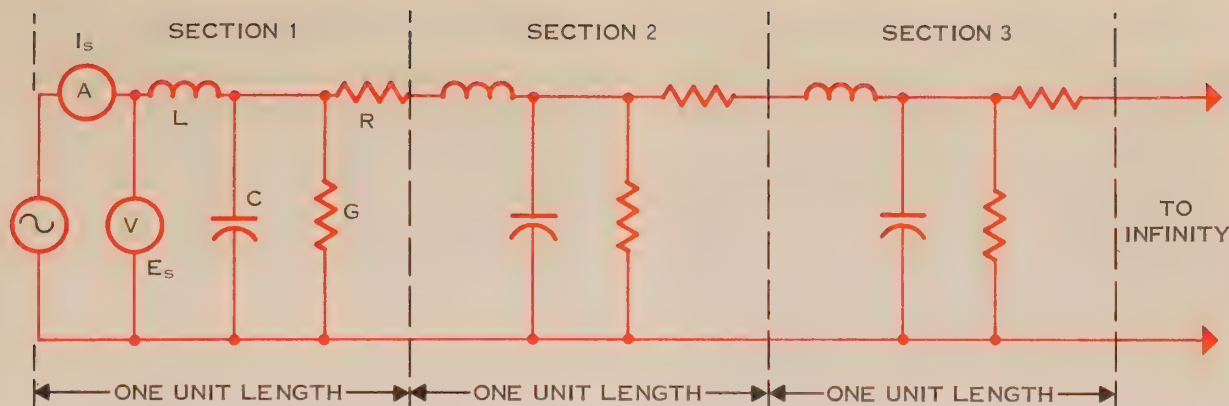 SECTION 1
SECTION 2
SECTION 3
Is
A
L
R
C
G
V
Es
TO
INFINITY
ONE UNIT LENGTH
ONE UNIT LENGTH
ONE UNIT LENGTH